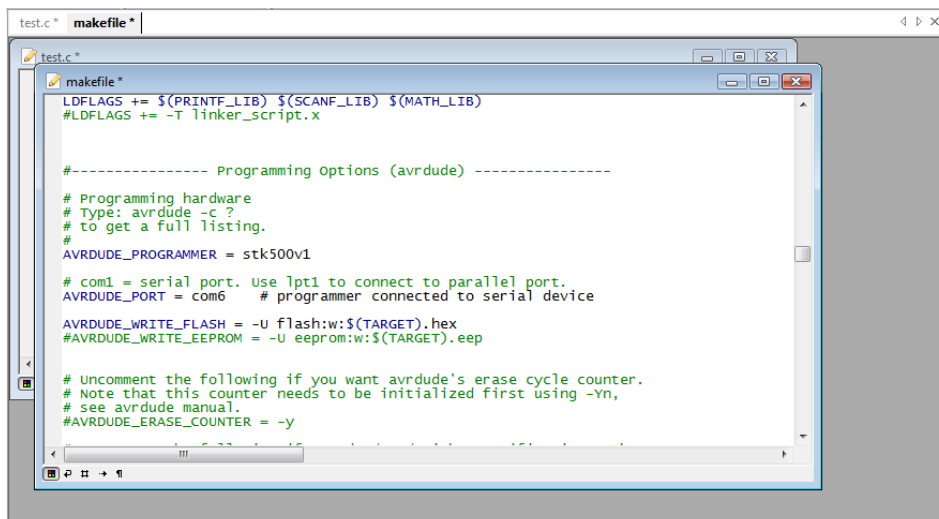 test.c * makefile *
test.c *
makefile *
LDFLAGS += $(PRINTF_LIB) $(SCANF_LIB) $(MATH_LIB)
#LDFLAGS += -T linker_script.x
#---------------- Programming Options (avrdude) ----------------
# Programming hardware
# Type: avrdude -c ?
# to get a full listing.
#
AVRDUDE_PROGRAMMER = stk500v1
# com1 = serial port. Use lpt1 to connect to parallel port.
AVRDUDE_PORT = com6    # programmer connected to serial device
AVRDUDE_WRITE_FLASH = -U flash:w:$(TARGET).hex
#AVRDUDE_WRITE_EEPROM = -U eeprom:w:$(TARGET).eep
# Uncomment the following if you want avrdude's erase cycle counter.
# Note that this counter needs to be initialized first using -Yn,
# see avrdude manual.
#AVRDUDE_ERASE_COUNTER = -y